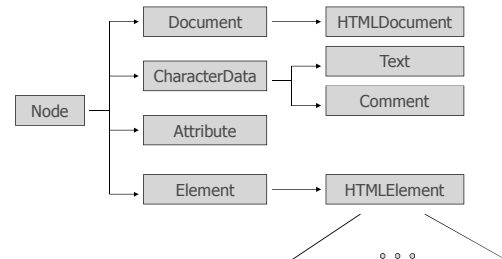 Document
HTMLDocument
Text
CharacterData
Comment
Node
Attribute
Element
HTMLElement